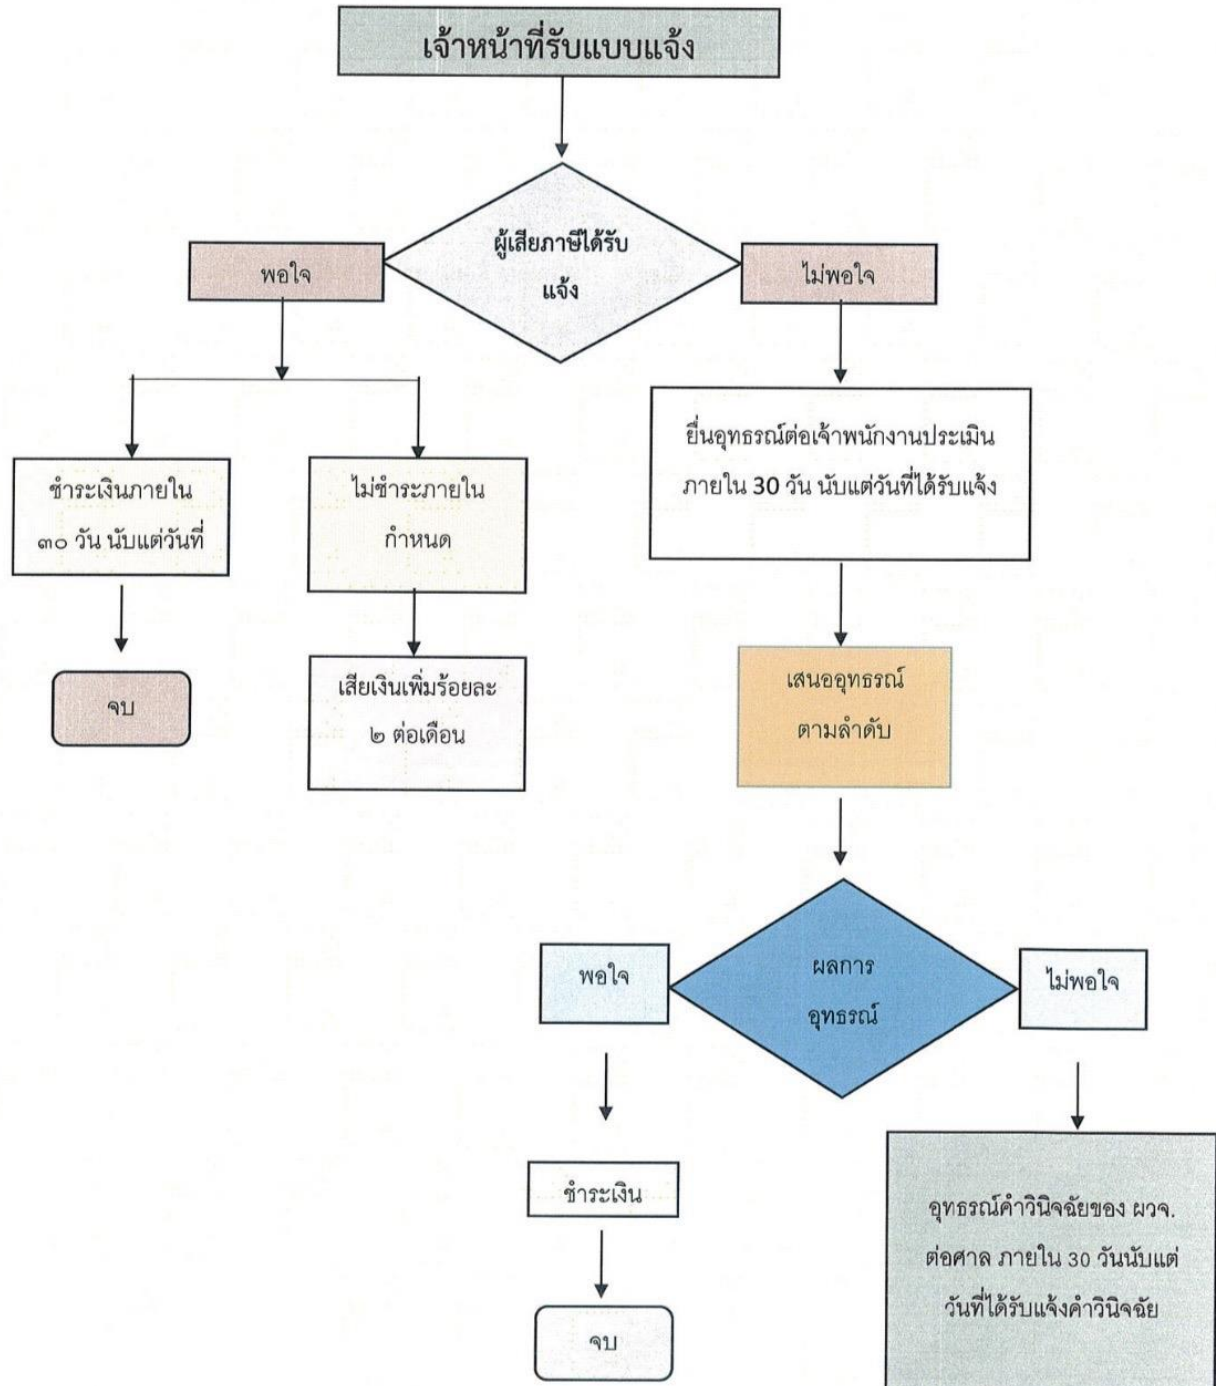 เจ้าหน้าที่รับแบบแจ้ง
ผู้เสียภาษีได้รับ
แจ้ง
พอใจ
ไม่พอใจ
ชำระเงินภายใน
๓๐ วัน นับแต่วันที่
ไม่ชำระภายใน
กำหนด
ยื่นอุทธรณ์ต่อเจ้าพนักงานประเมิน
ภายใน 30 วัน นับแต่วันที่ได้รับแจ้ง
จบ
เสียเงินเพิ่มร้อยละ
๒ ต่อเดือน
เสนออุทธรณ์
ตามลำดับ
พอใจ
ผลการ
อุทธรณ์
ไม่พอใจ
ชำระเงิน
จบ
อุทธรณ์คำวินิจฉัยของ ผวจ.
ต่อศาล ภายใน 30 วันนับแต่
วันที่ได้รับแจ้งคำวินิจฉัย